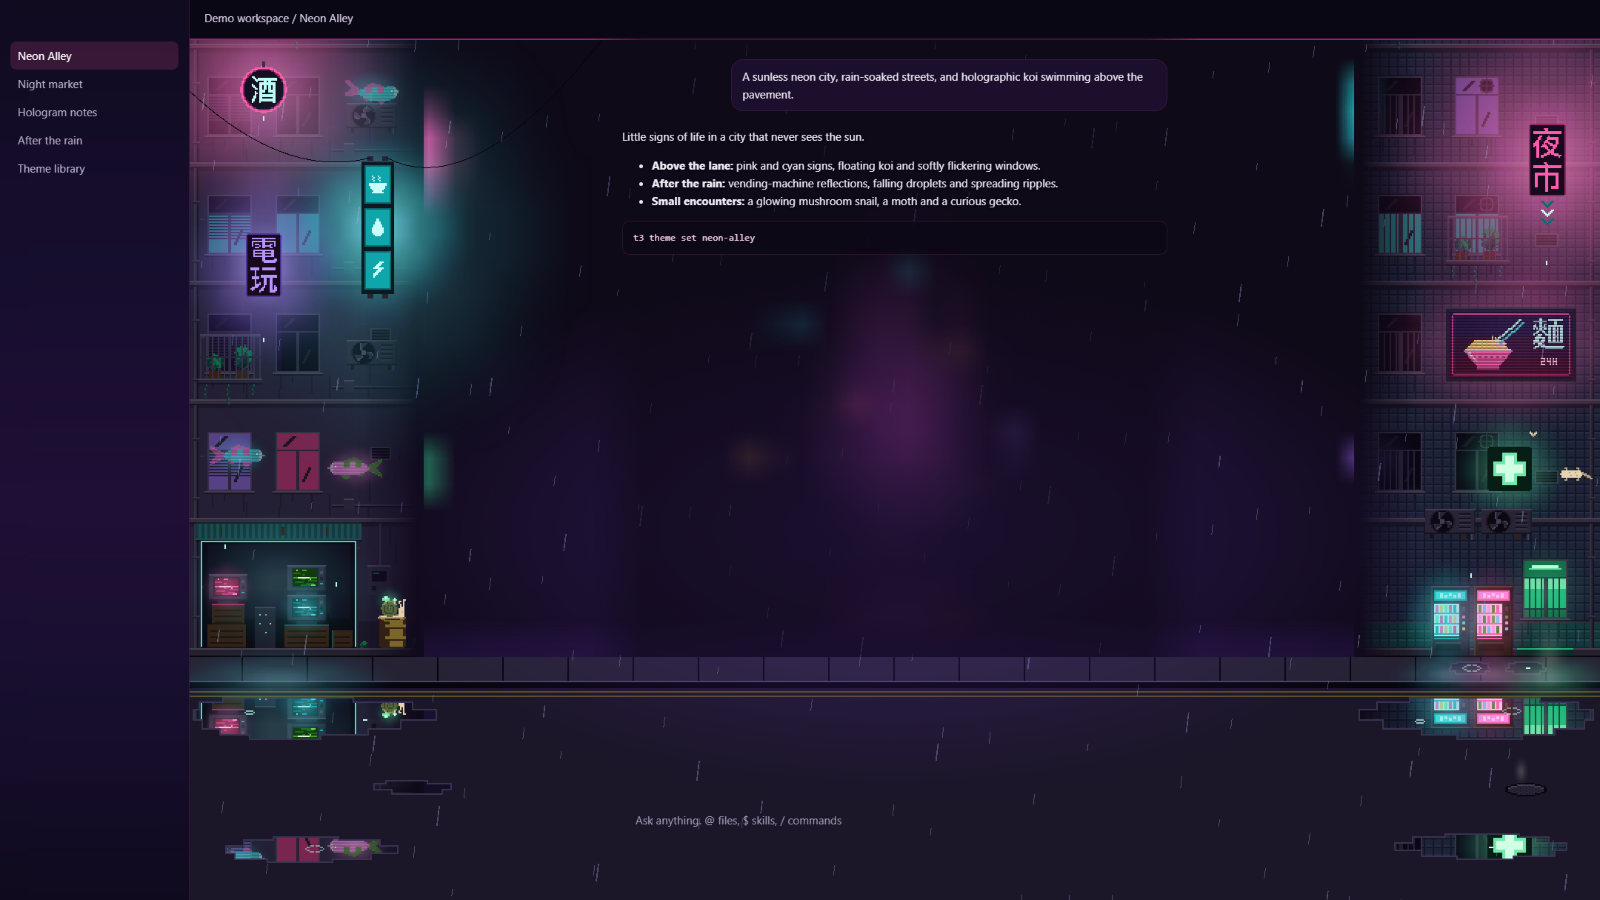 Demo workspace / Neon Alley
Neon Alley
Night market
Hologram notes
After the rain
Theme library
酒
電
玩
A sunless neon city, rain-soaked streets, and holographic koi swimming above the
pavement.
Little signs of life in a city that never sees the sun.
Above the lane: pink and cyan signs, floating koi and softly flickering windows.
After the rain: vending-machine reflections, falling droplets and spreading ripples.
Small encounters: a glowing mushroom snail, a moth and a curious gecko.
t3 theme set neon-alley
夜
市
麵
24H
Ask anything, @ files, $ skills, / commands